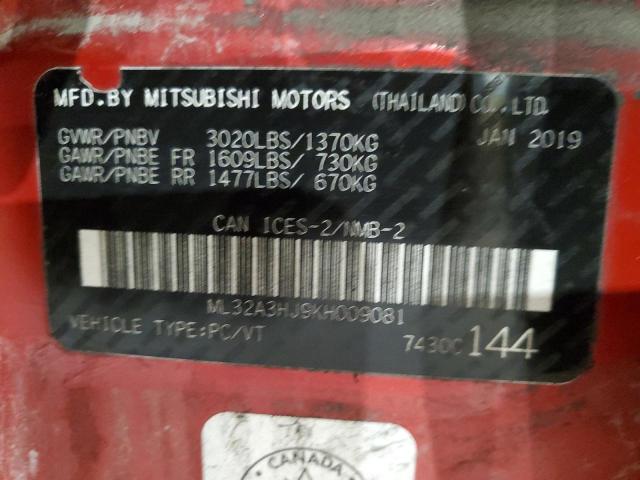 MFD.BY MITSUBISHI MOTORS (THAILAND) CO., LTD.
GVWR/PNBV 3020LBS/1370KG JAN 2019
GAWR/PNBE FR 1609LBS/ 730KG
GAWR/PNBE RR 1477LBS/ 670KG
CAN ICES-2/NMB-2
ML32A3HJ9KH009081
VEHICLE TYPE:PC/VT 7430C 144
CANADA